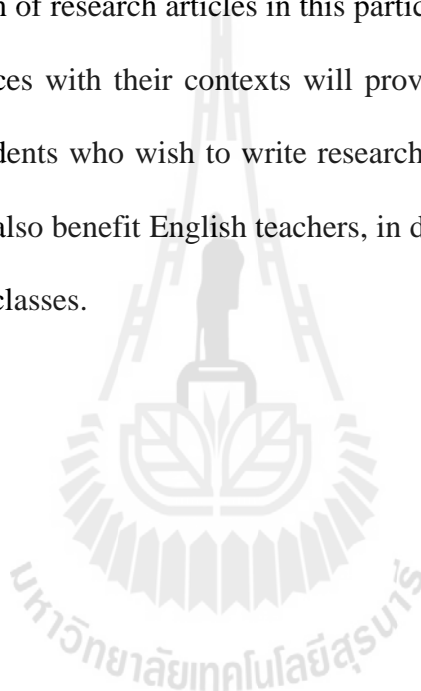 n of research articles in this partic
ces with their contexts will prov
dents who wish to write research
also benefit English teachers, in d
classes.
มหาวิทยาลัยเทคโนโลยีสุรนารี